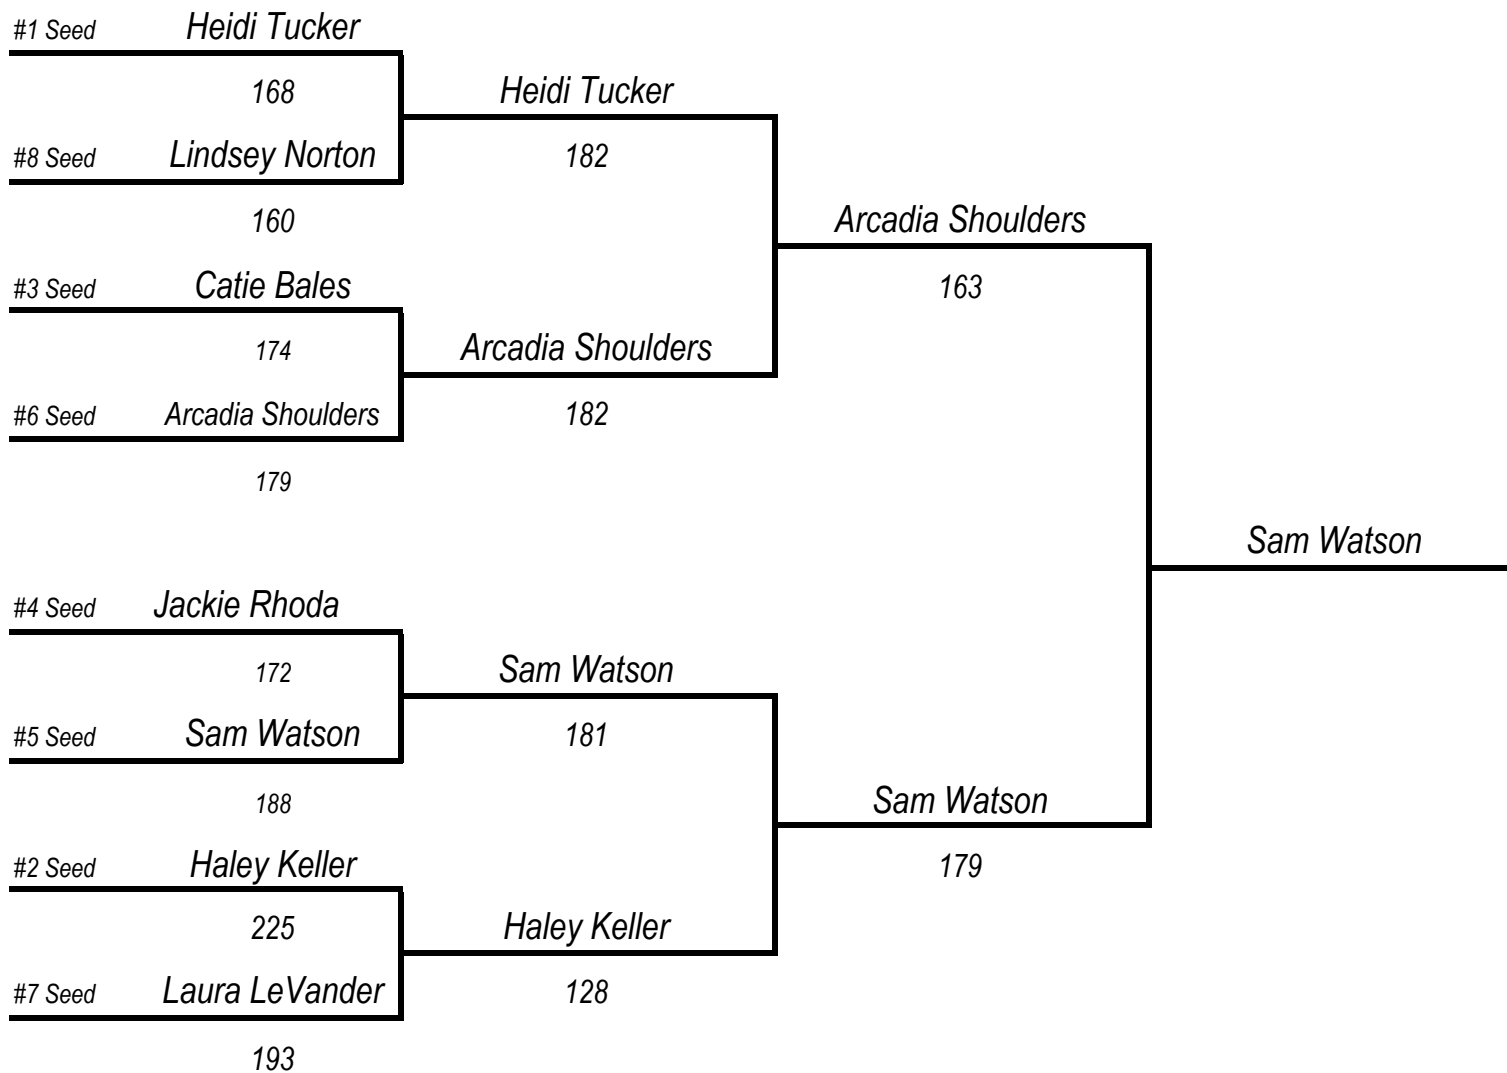 #1 Seed Heidi Tucker
168
Heidi Tucker
#8 Seed Lindsey Norton
182
160
Arcadia Shoulders
#3 Seed Catie Bales
163
174
Arcadia Shoulders
#6 Seed Arcadia Shoulders
182
179
Sam Watson
#4 Seed Jackie Rhoda
172
Sam Watson
#5 Seed Sam Watson
181
188
Sam Watson
#2 Seed Haley Keller
179
225
Haley Keller
#7 Seed Laura LeVander
128
193